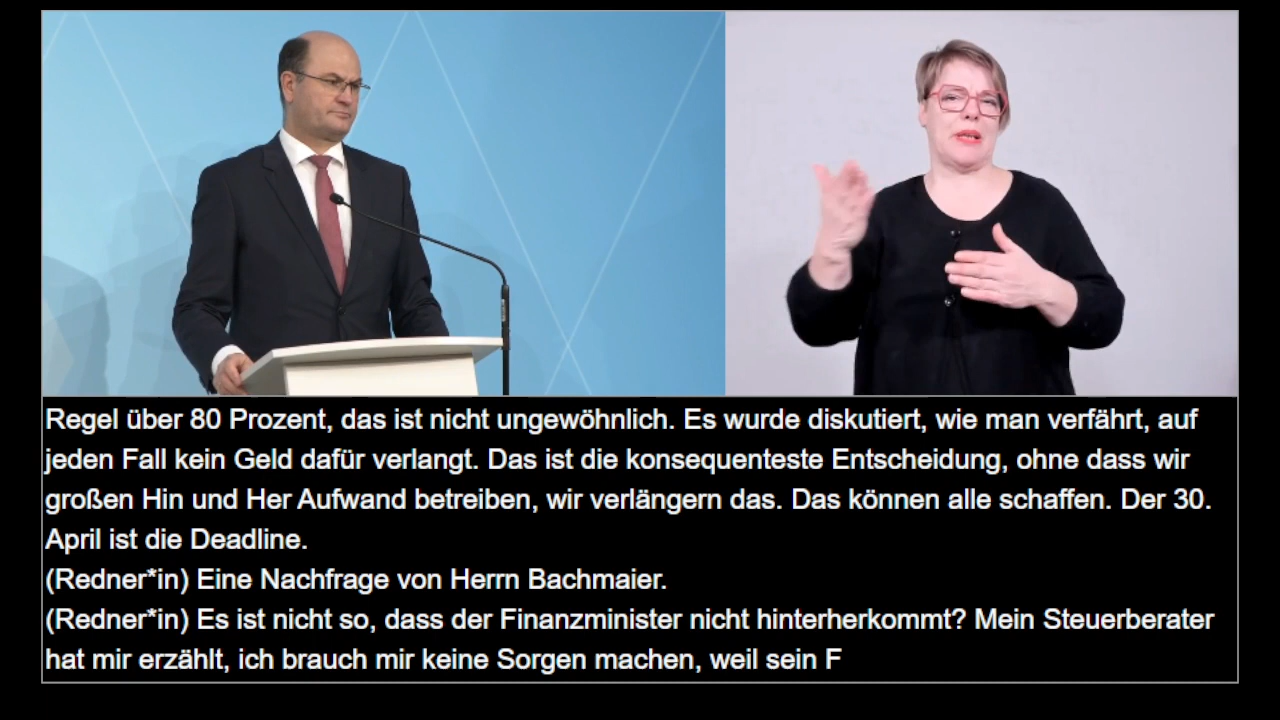 Regel über 80 Prozent, das ist nicht ungewöhnlich. Es wurde diskutiert, wie man verfährt, auf
jeden Fall kein Geld dafür verlangt. Das ist die konsequenteste Entscheidung, ohne dass wir
großen Hin und Her Aufwand betreiben, wir verlängern das. Das können alle schaffen. Der 30.
April ist die Deadline.
(Redner*in) Eine Nachfrage von Herrn Bachmaier.
(Redner*in) Es ist nicht so, dass der Finanzminister nicht hinterherkommt? Mein Steuerberater
hat mir erzählt, ich brauch mir keine Sorgen machen, weil sein F